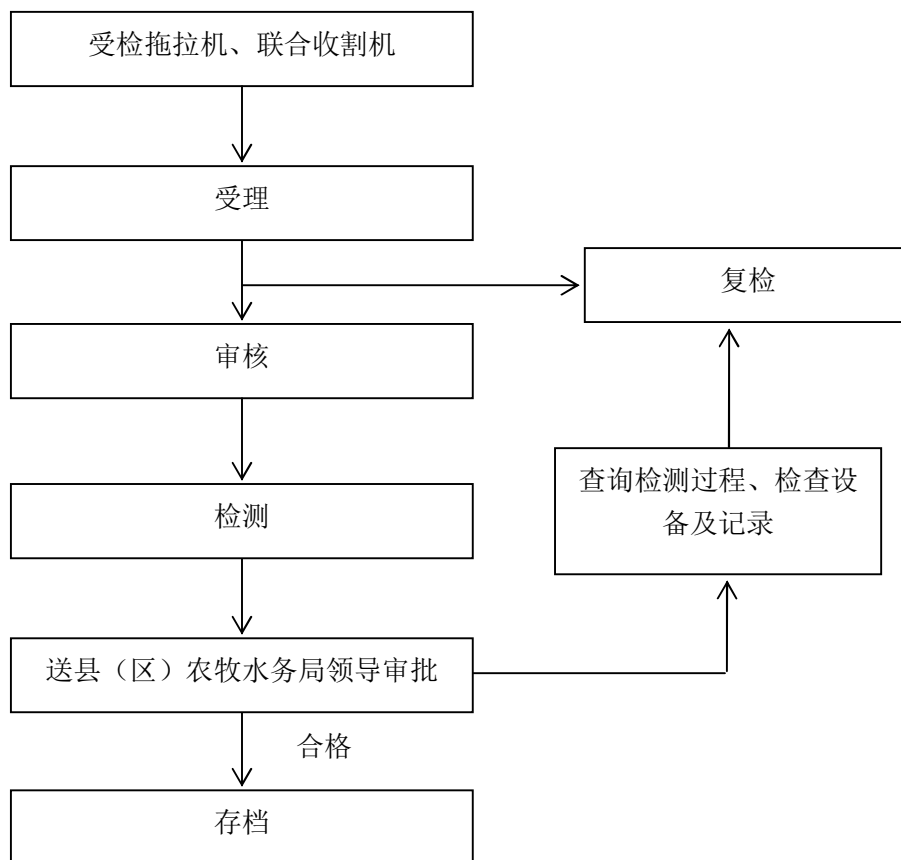 受检拖拉机、联合收割机
受理
复检
审核
查询检测过程、检查设
备及记录
检测
送县（区）农牧水务局领导审批
合格
存档